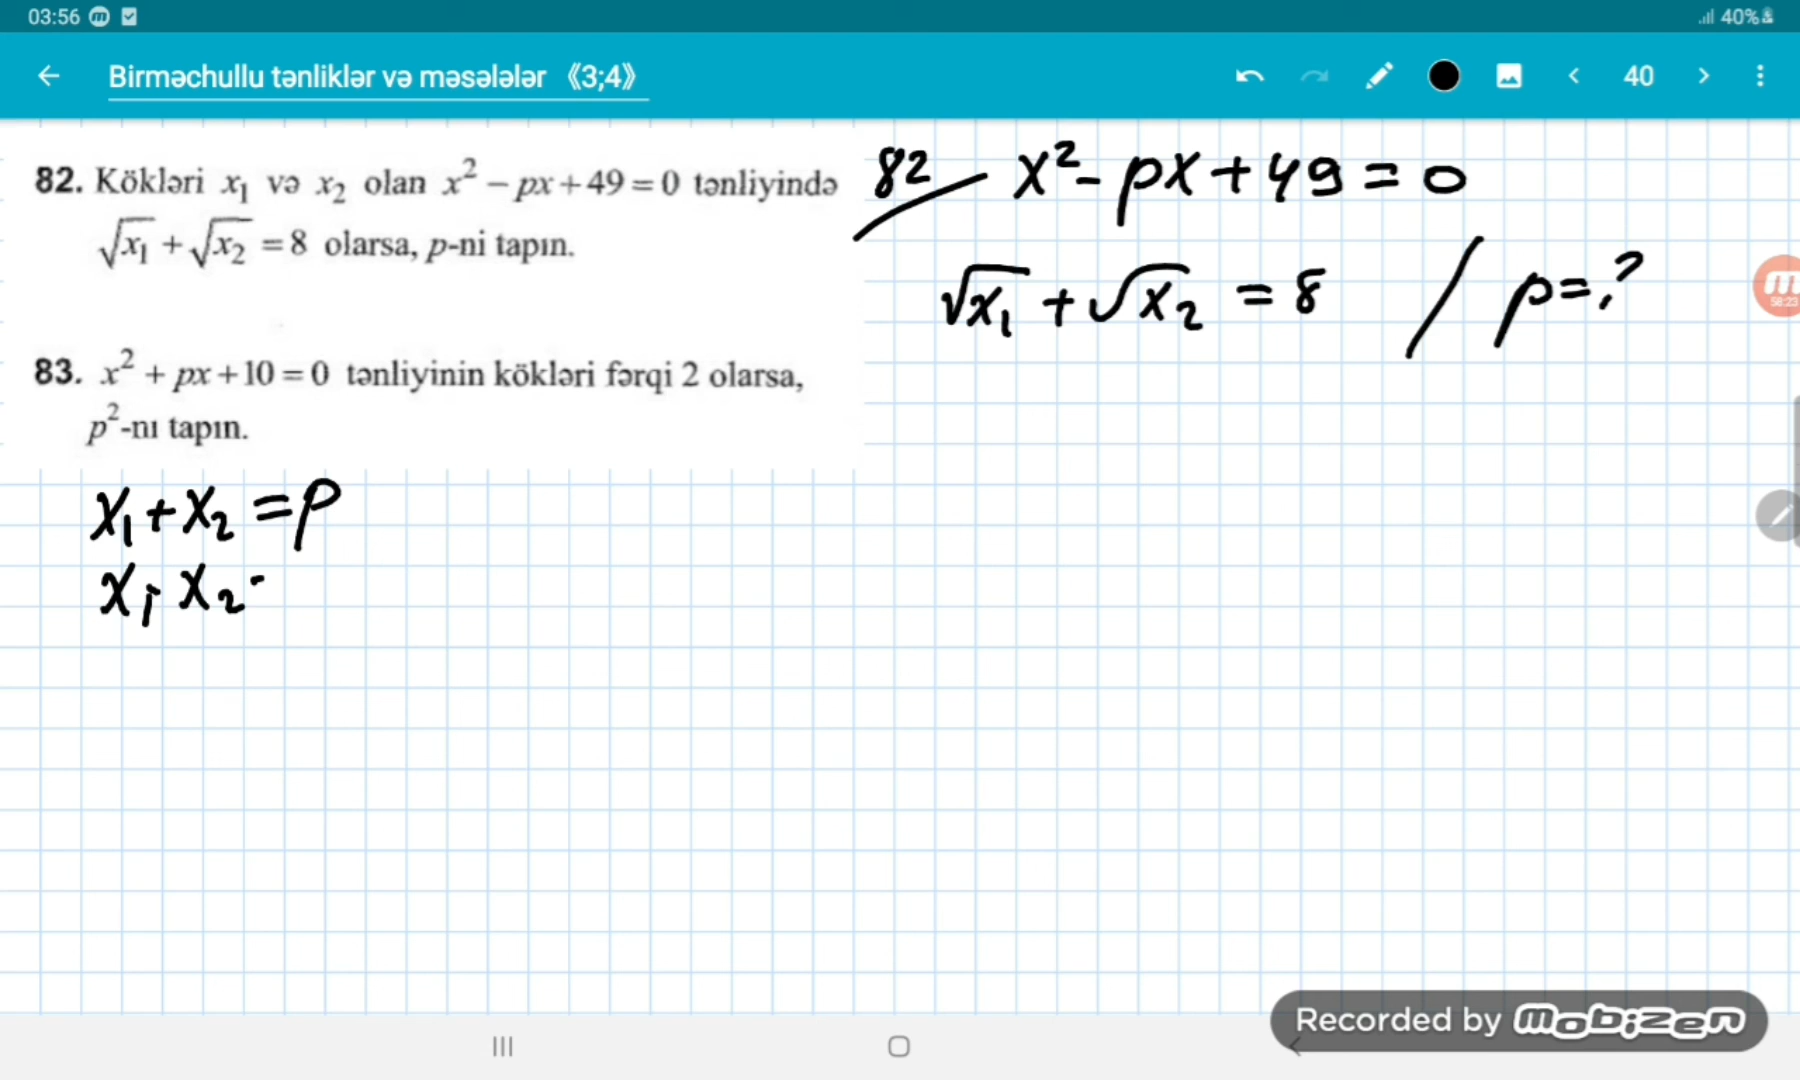 03:56
40%
Birməchullu tənliklər və məsələlər 《3;4》
40
82. Kökləri x₁ və x₂ olan x² − px + 49 = 0 tənliyində
√x₁ + √x₂ = 8 olarsa, p-ni tapın.
83. x² + px + 10 = 0 tənliyinin kökləri fərqi 2 olarsa,
p²-nı tapın.
82 x² - px + 49 = 0
√x₁ + √x₂ = 8 / p = ?
58:23
x₁ + x₂ = p
x₁ · x₂ -
Recorded by Mobizen